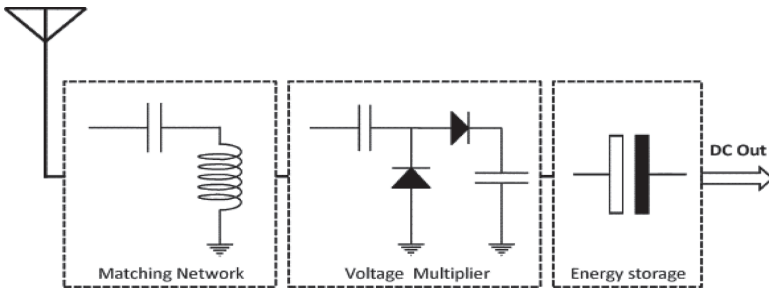 DC Out
Matching Network
Voltage Multiplier
Energy storage